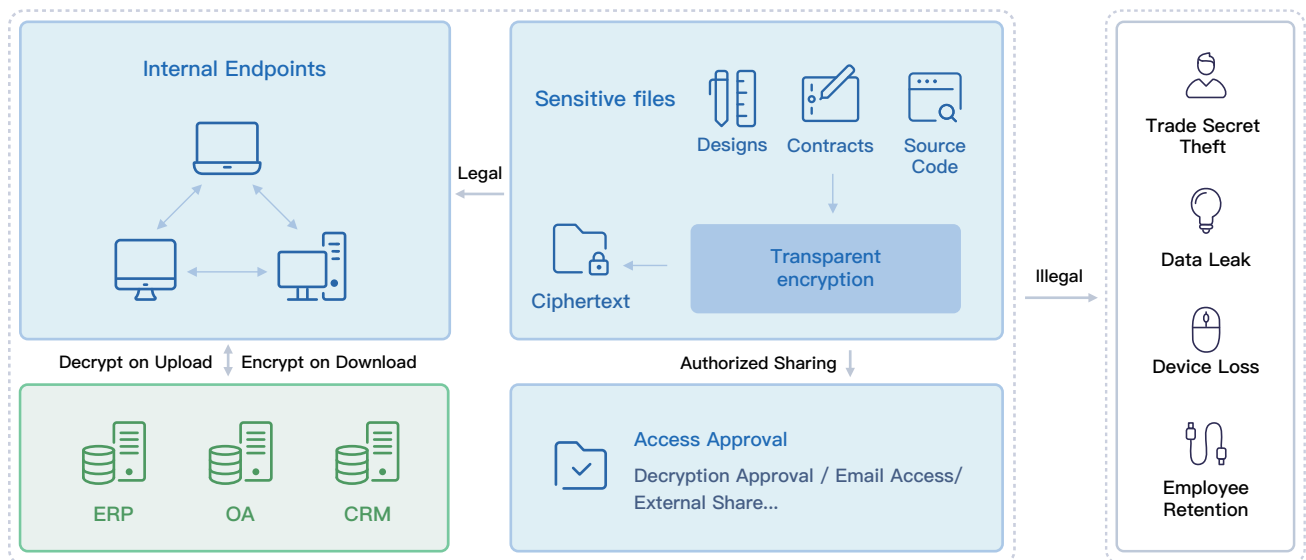 Internal Endpoints
Sensitive files
Designs
Contracts
Source
Code
Transparent
encryption
Ciphertext
Legal
Illegal
Decrypt on Upload
Encrypt on Download
Authorized Sharing
ERP
OA
CRM
Access Approval
Decryption Approval / Email Access/
External Share...
Trade Secret
Theft
Data Leak
Device Loss
Employee
Retention